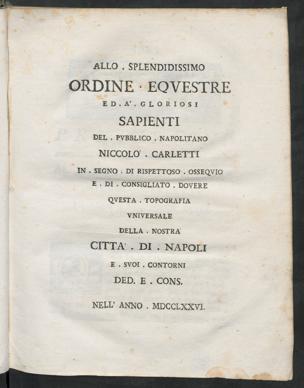 ALLO . SPLENDIDISSIMO
ORDINE . EQVESTRE
ED . A' . GLORIOSI
SAPIENTI
DEL . PVBBLICO . NAPOLITANO
NICCOLO' . CARLETTI
IN . SEGNO . DI RISPETTOSO . OSSEQVIO
E . DI . CONSIGLIATO . DOVERE
QVESTA . TOPOGRAFIA
VNIVERSALE
DELLA . NOSTRA
CITTA' . DI . NAPOLI
E . SVOI . CONTORNI
DED. E . CONS.
NELL' ANNO . MDCCLXXVI.